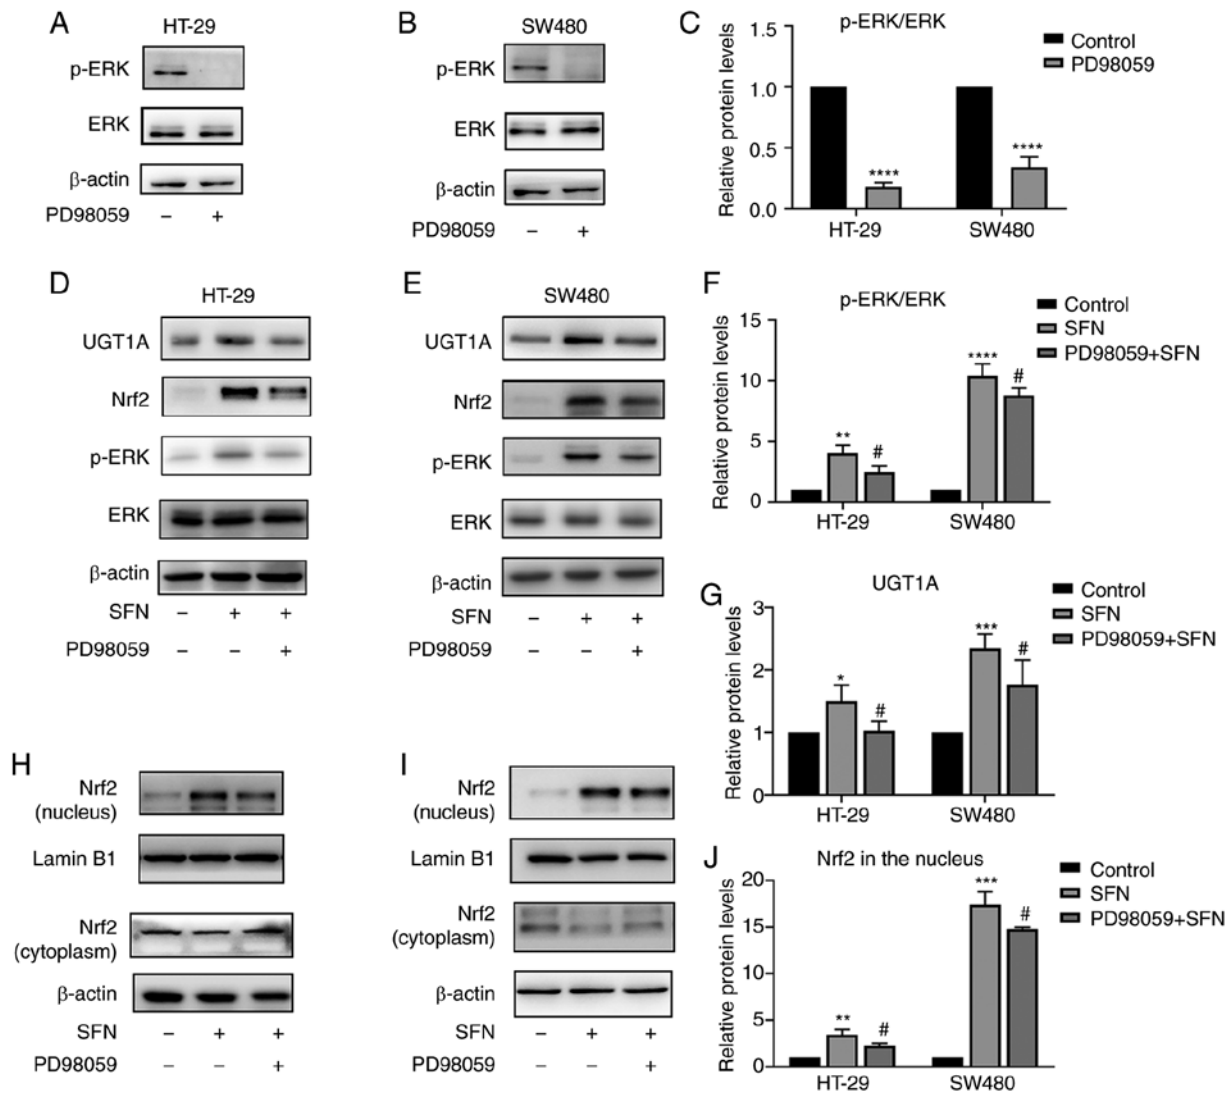 A
HT-29
p-ERK
ERK
β-actin
PD98059 – +
B
SW480
p-ERK
ERK
β-actin
PD98059 – +
C
p-ERK/ERK
Relative protein levels
1.5
1.0
0.5
0.0
HT-29 SW480
**** ****
Control
PD98059
D
HT-29
UGT1A
Nrf2
p-ERK
ERK
β-actin
SFN – + +
PD98059 – – +
E
SW480
UGT1A
Nrf2
p-ERK
ERK
β-actin
SFN – + +
PD98059 – – +
F
p-ERK/ERK
Relative protein levels
15
10
5
0
** # **** #
HT-29 SW480
Control
SFN
PD98059+SFN
G
UGT1A
Relative protein levels
3
2
1
0
* # *** #
HT-29 SW480
Control
SFN
PD98059+SFN
H
Nrf2
(nucleus)
Lamin B1
Nrf2
(cytoplasm)
β-actin
SFN – + +
PD98059 – – +
I
Nrf2
(nucleus)
Lamin B1
Nrf2
(cytoplasm)
β-actin
SFN – + +
PD98059 – – +
J
Nrf2 in the nucleus
Relative protein levels
20
15
10
5
0
** # *** #
HT-29 SW480
Control
SFN
PD98059+SFN